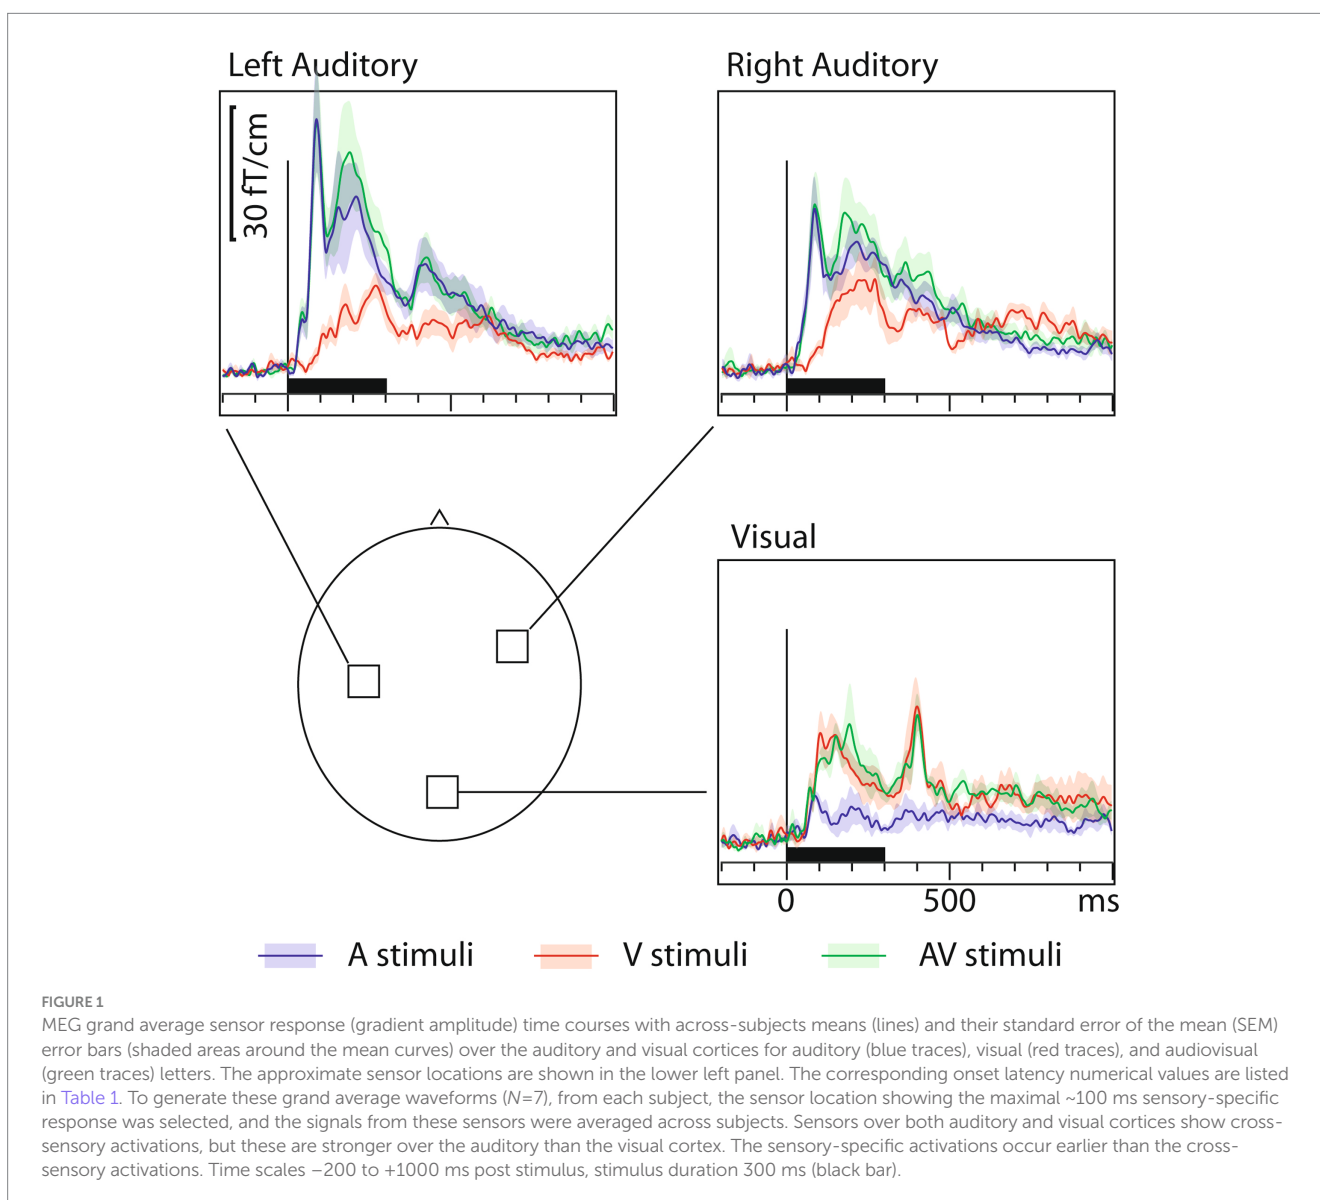 Left Auditory
Right Auditory
30 fT/cm
Visual
0 500 ms
A stimuli V stimuli AV stimuli
FIGURE 1
MEG grand average sensor response (gradient amplitude) time courses with across-subjects means (lines) and their standard error of the mean (SEM)
error bars (shaded areas around the mean curves) over the auditory and visual cortices for auditory (blue traces), visual (red traces), and audiovisual
(green traces) letters. The approximate sensor locations are shown in the lower left panel. The corresponding onset latency numerical values are listed
in Table 1. To generate these grand average waveforms (N=7), from each subject, the sensor location showing the maximal ~100 ms sensory-specific
response was selected, and the signals from these sensors were averaged across subjects. Sensors over both auditory and visual cortices show cross-
sensory activations, but these are stronger over the auditory than the visual cortex. The sensory-specific activations occur earlier than the cross-
sensory activations. Time scales −200 to +1000 ms post stimulus, stimulus duration 300 ms (black bar).